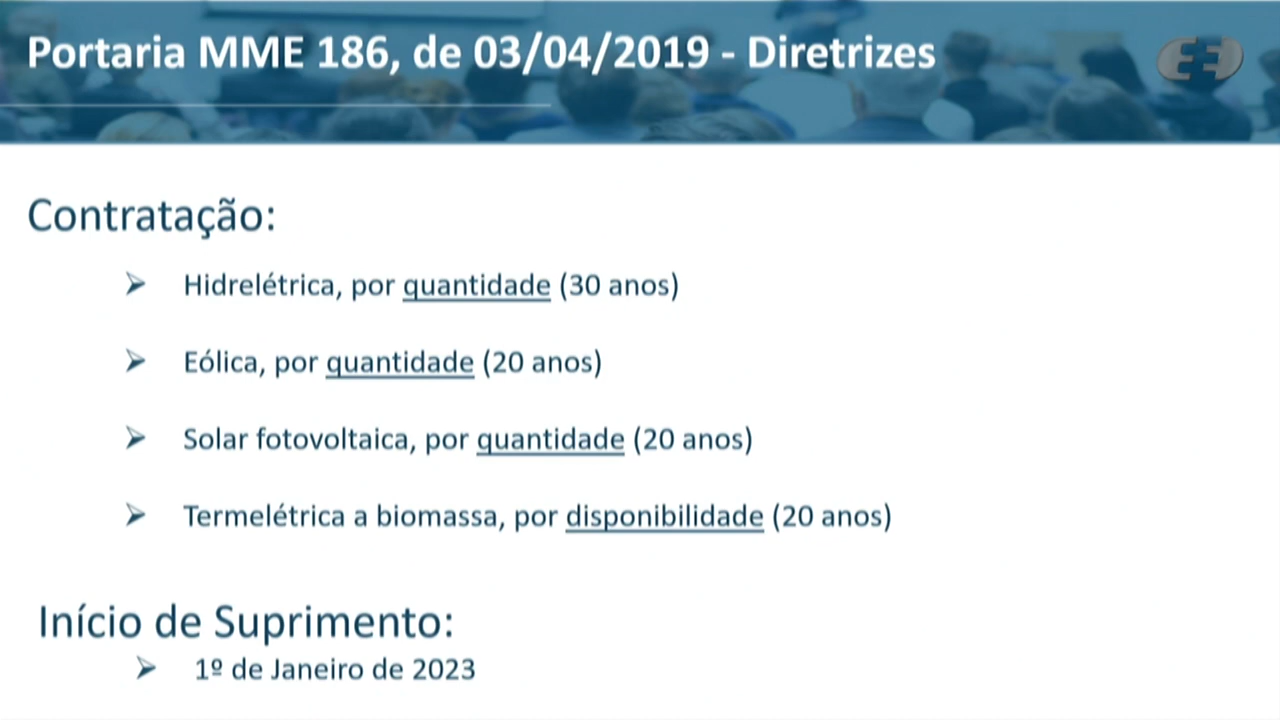 Portaria MME 186, de 03/04/2019 - Diretrizes
Contratação:
Hidrelétrica, por quantidade (30 anos)
Eólica, por quantidade (20 anos)
Solar fotovoltaica, por quantidade (20 anos)
Termelétrica a biomassa, por disponibilidade (20 anos)
Início de Suprimento:
1º de Janeiro de 2023